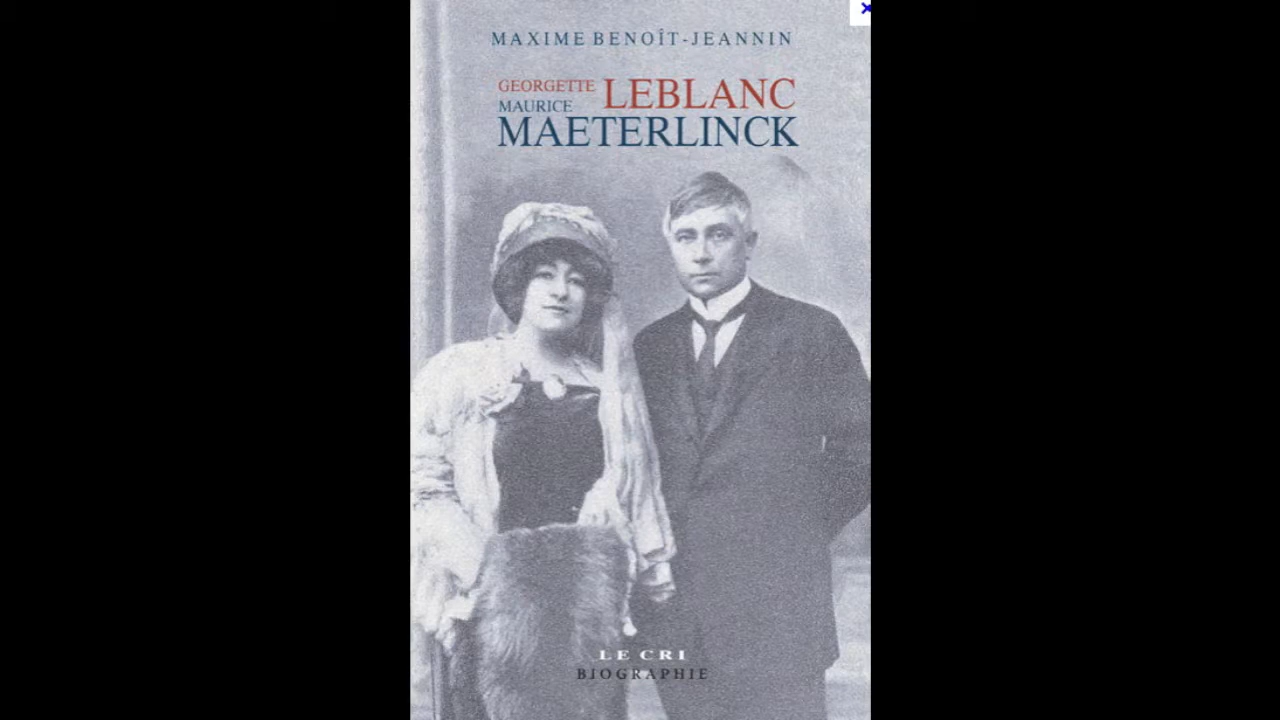 MAXIME BENOÎT-JEANNIN
GEORGETTE LEBLANC
MAURICE
MAETERLINCK
LE CRI
BIOGRAPHIE